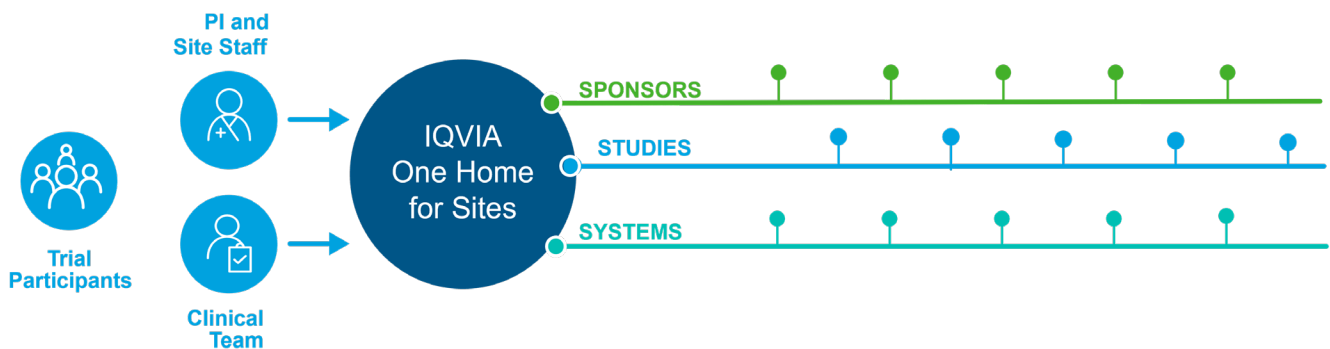 PI and
Site Staff
Trial
Participants
Clinical
Team
IQVIA
One Home
for Sites
SPONSORS
STUDIES
SYSTEMS